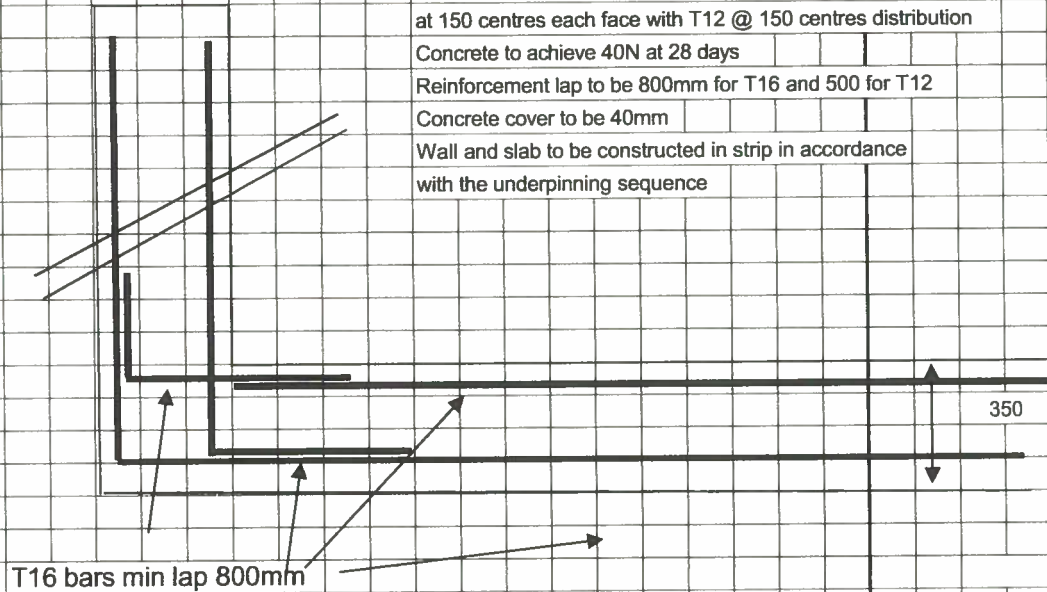 at 150 centres each face with T12 @ 150 centres distribution
Concrete to achieve 40N at 28 days
Reinforcement lap to be 800mm for T16 and 500 for T12
Concrete cover to be 40mm
Wall and slab to be constructed in strip in accordance
with the underpinning sequence
350
T16 bars min lap 800mm